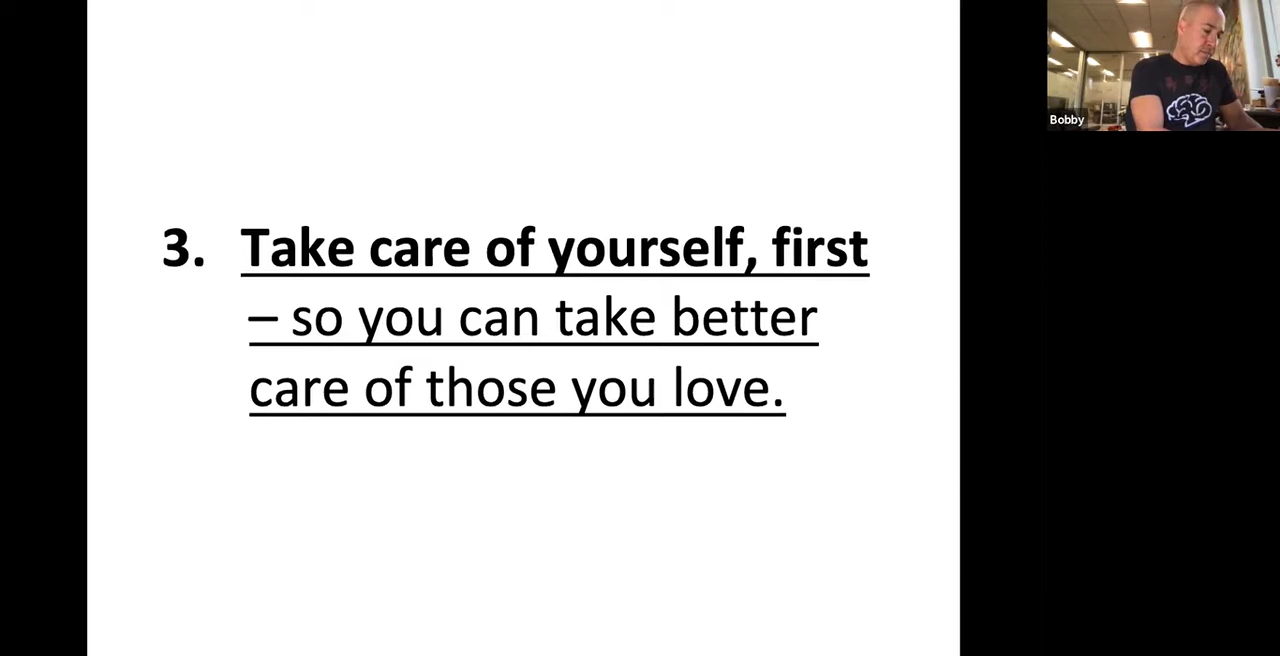 3. Take care of yourself, first
– so you can take better
care of those you love.
Bobby